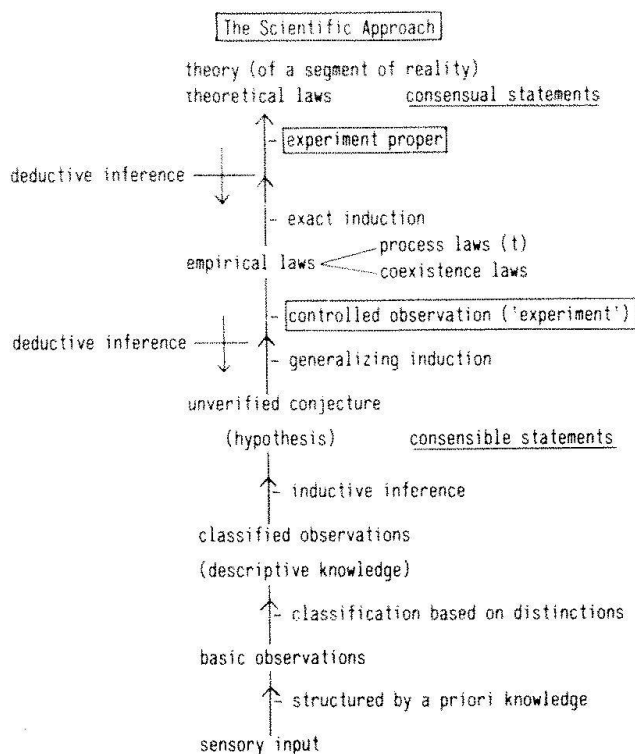 The Scientific Approach
theory (of a segment of reality)
theoretical laws consensual statements
experiment proper
deductive inference
exact induction
process laws (t)
empirical laws
coexistence laws
controlled observation ('experiment')
deductive inference
generalizing induction
unverified conjecture
(hypothesis) consensible statements
inductive inference
classified observations
(descriptive knowledge)
classification based on distinctions
basic observations
structured by a priori knowledge
sensory input